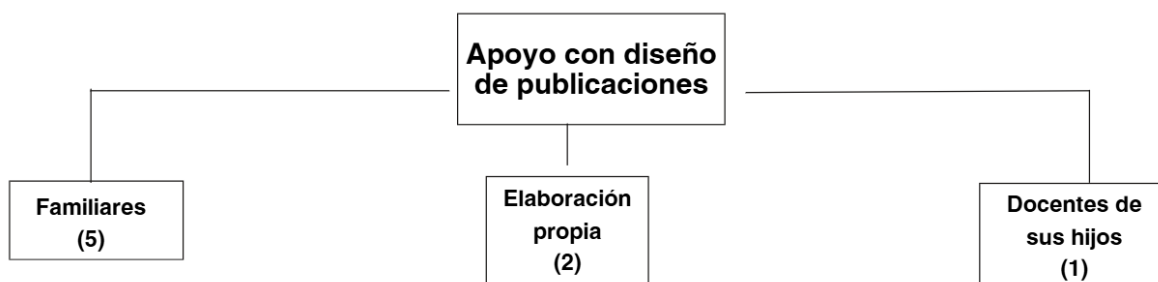 Apoyo con diseño
de publicaciones
Familiares
(5)
Elaboración
propia
(2)
Docentes de
sus hijos
(1)